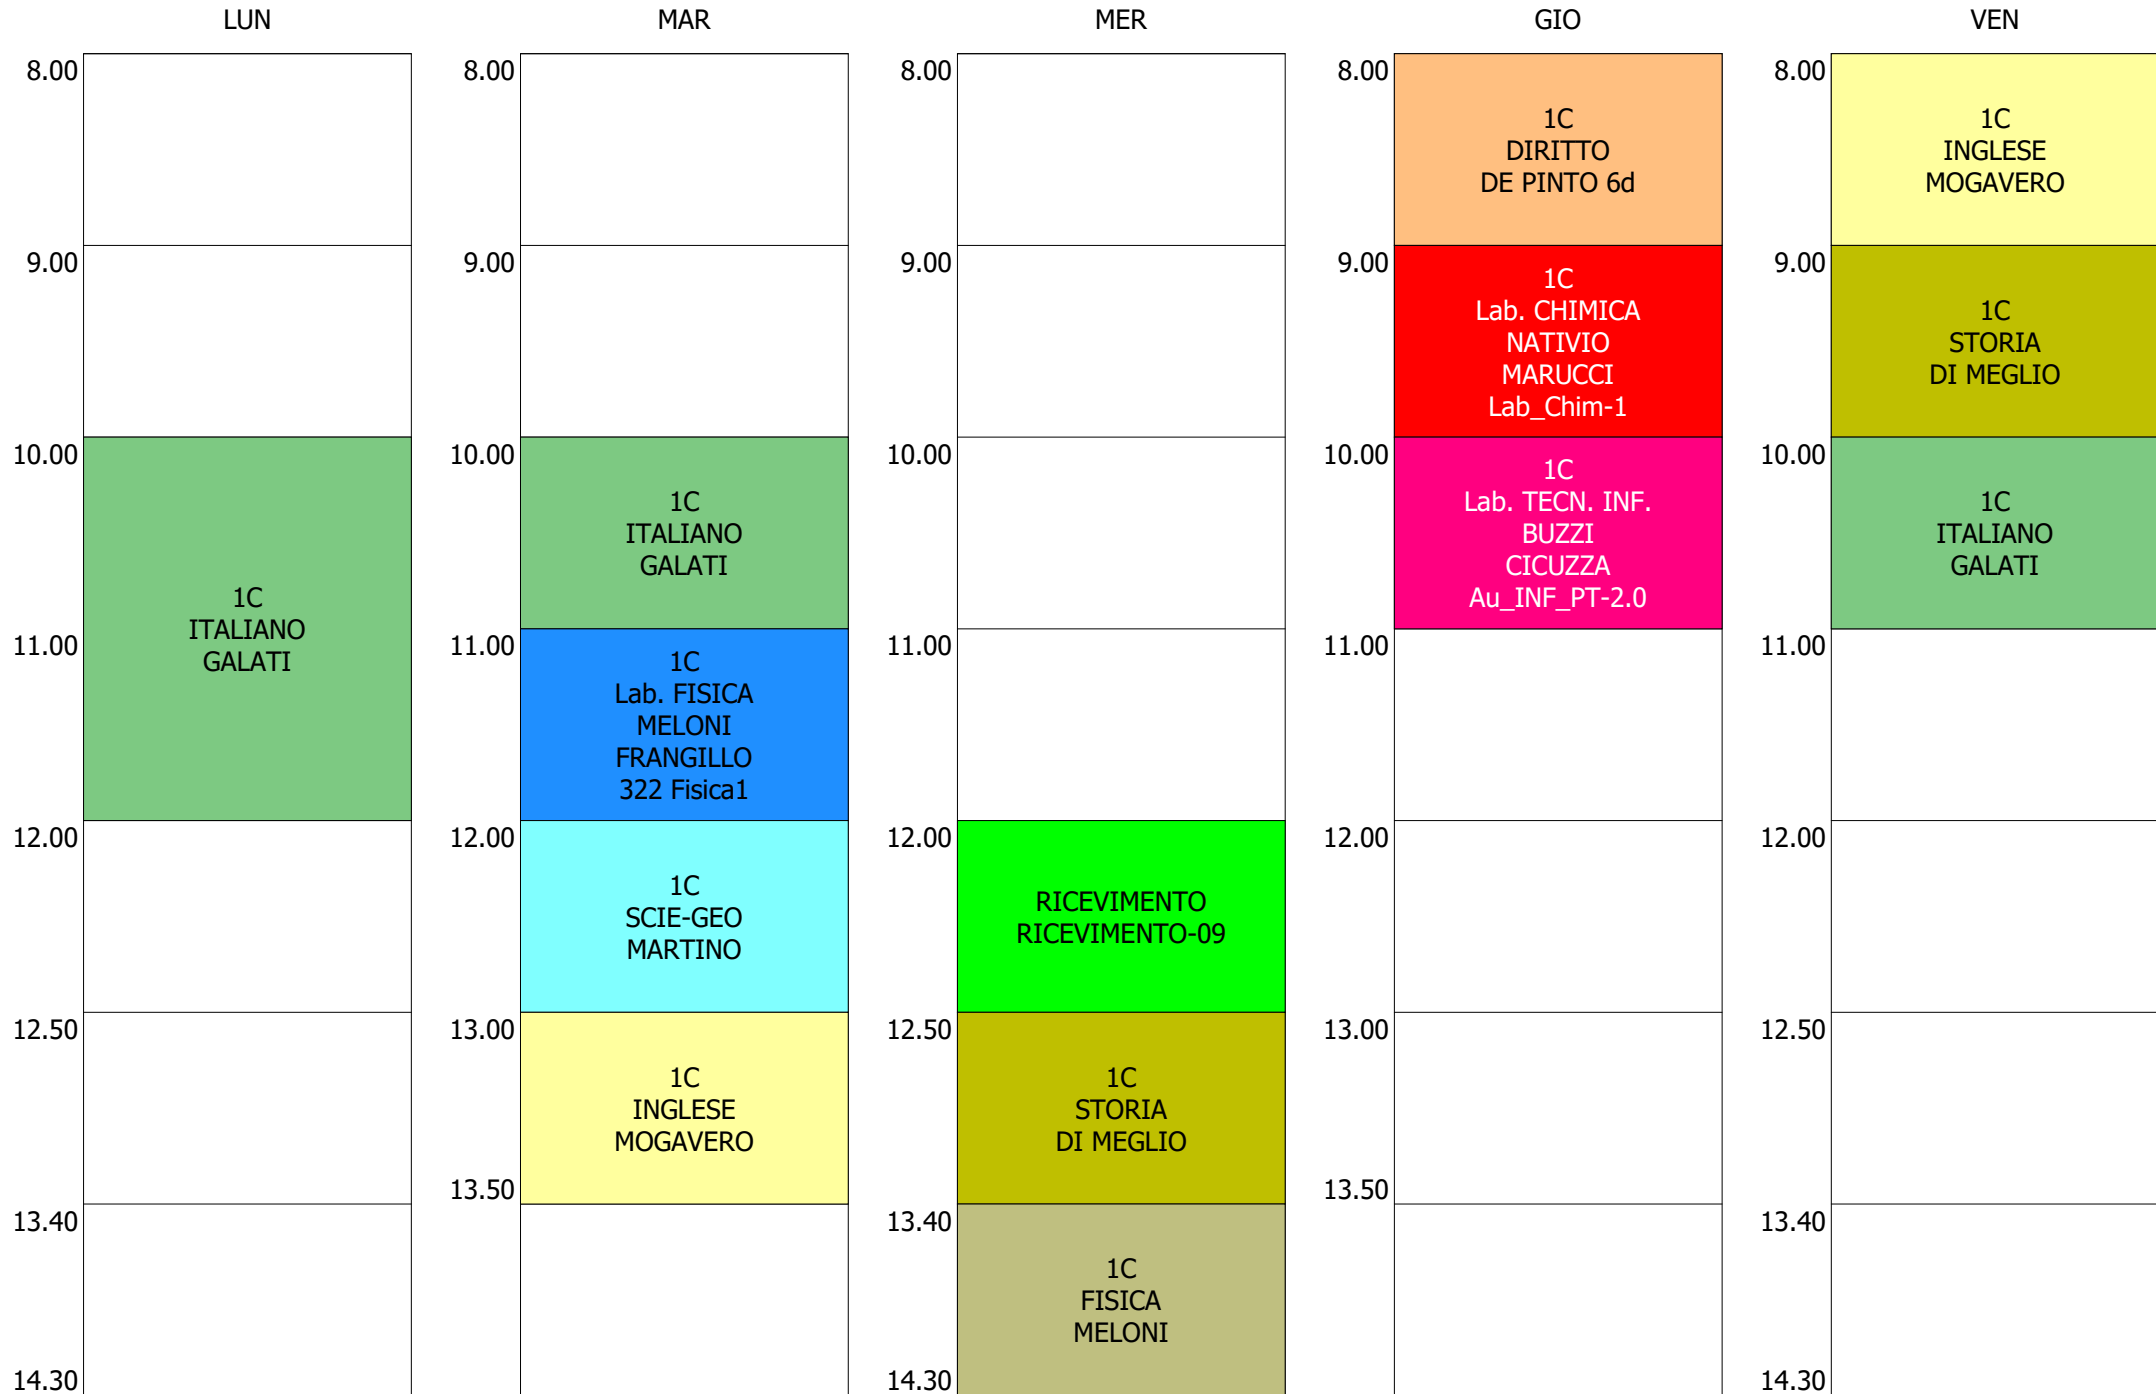 LUN
MAR
MER
GIO
VEN
8.00
9.00
10.00
11.00
12.00
12.50
13.40
14.30
1C
ITALIANO
GALATI
8.00
9.00
10.00
11.00
12.00
13.00
13.50
1C
ITALIANO
GALATI
1C
Lab. FISICA
MELONI
FRANGILLO
322 Fisica1
1C
SCIE-GEO
MARTINO
1C
INGLESE
MOGAVERO
8.00
9.00
10.00
11.00
12.00
12.50
13.40
14.30
RICEVIMENTO
RICEVIMENTO-09
1C
STORIA
DI MEGLIO
1C
FISICA
MELONI
8.00
9.00
10.00
11.00
12.00
13.00
13.50
1C
DIRITTO
DE PINTO 6d
1C
Lab. CHIMICA
NATIVIO
MARUCCI
Lab_Chim-1
1C
Lab. TECN. INF.
BUZZI
CICUZZA
Au_INF_PT-2.0
8.00
9.00
10.00
11.00
12.00
12.50
13.40
14.30
1C
INGLESE
MOGAVERO
1C
STORIA
DI MEGLIO
1C
ITALIANO
GALATI